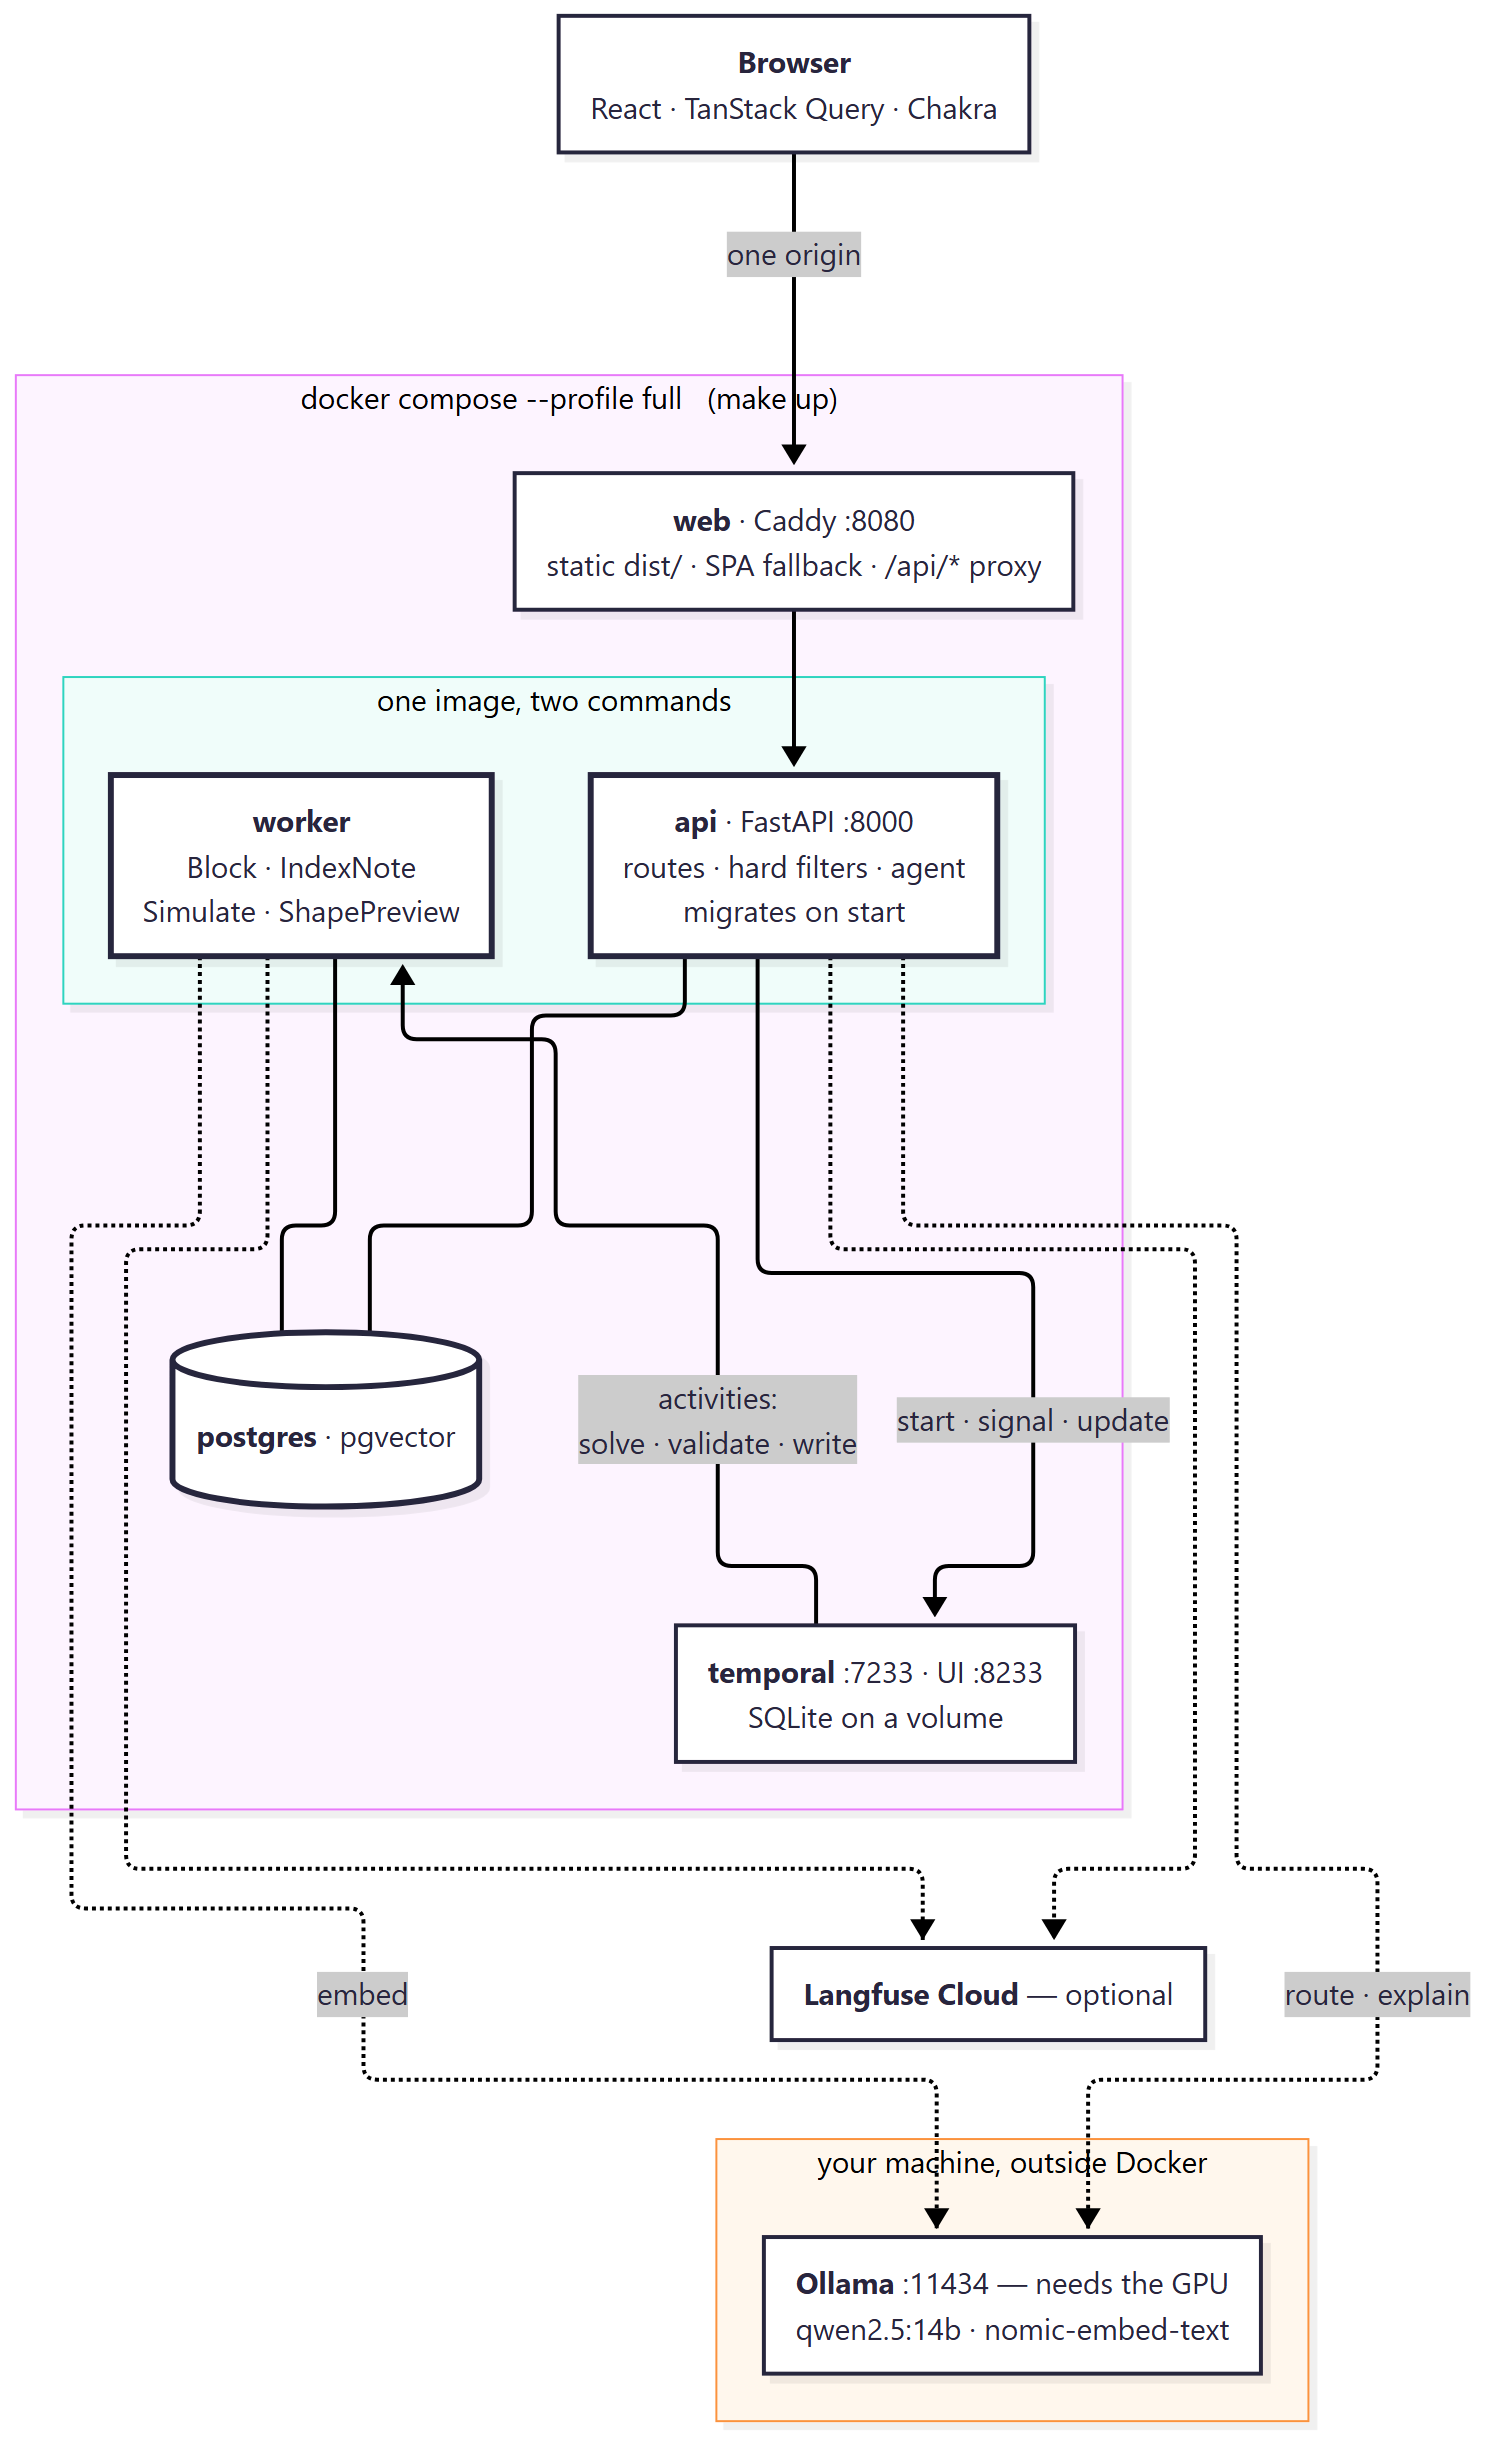 Browser
React · TanStack Query · Chakra
one origin
docker compose --profile full (make up)
web · Caddy :8080
static dist/ · SPA fallback · /api/* proxy
one image, two commands
worker
Block · IndexNote
Simulate · ShapePreview
api · FastAPI :8000
routes · hard filters · agent
migrates on start
postgres · pgvector
activities:
solve · validate · write
start · signal · update
temporal :7233 · UI :8233
SQLite on a volume
embed
Langfuse Cloud — optional
route · explain
your machine, outside Docker
Ollama :11434 — needs the GPU
qwen2.5:14b · nomic-embed-text